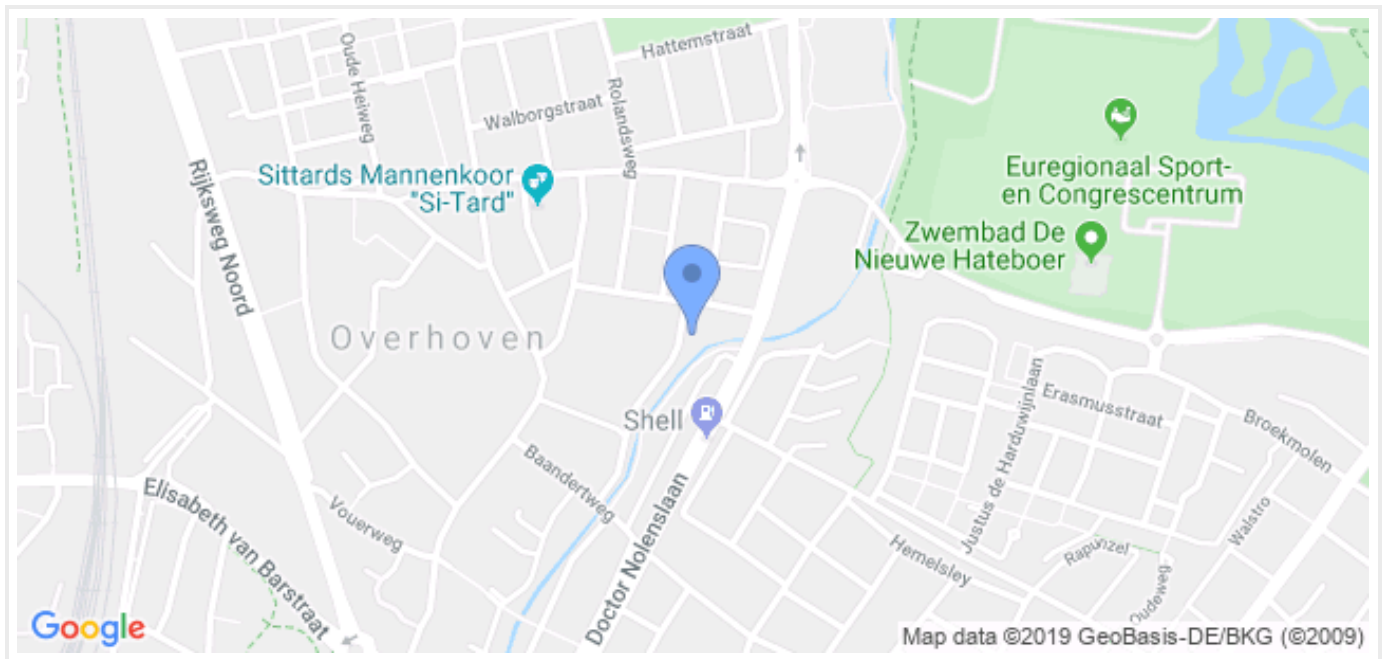 Oude Heiweg
Hattemstraat
Rolandsweg
Walborgstraat
Sittards Mannenkoor
"Si-Tard"
Euregionaal Sport-
en Congrescentrum
Zwembad De
Nieuwe Hateboer
Rijksweg Noord
Overhoven
Shell
Erasmusstraat
Justus de Harduwijnlaan
Broekmolen
Baandertweg
Elisabeth van Barstraat
Vouerweg
Doctor Nolenslaan
Hemelsley
Rapunzel
Walstro
Oudeweg
Google
Map data ©2019 GeoBasis-DE/BKG (©2009)